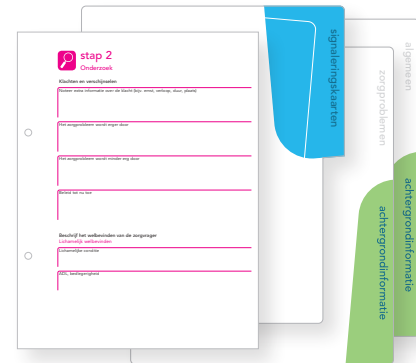 stap 2
Onderzoek
Klachten en verschijnselen
Noteer extra informatie over de klacht (bijv. ernst, verloop, duur, plaats)
Het zorgprobleem wordt erger door
Het zorgprobleem wordt minder erg door
Beleid tot nu toe
Beschrijf het welbevinden van de zorgvrager
Lichamelijk welbevinden
Lichamelijke conditie
ADL, bedlegerigheid
signaleringskaarten
zorgproblemen
achtergrondinformatie
algemeen
achtergrondinformatie